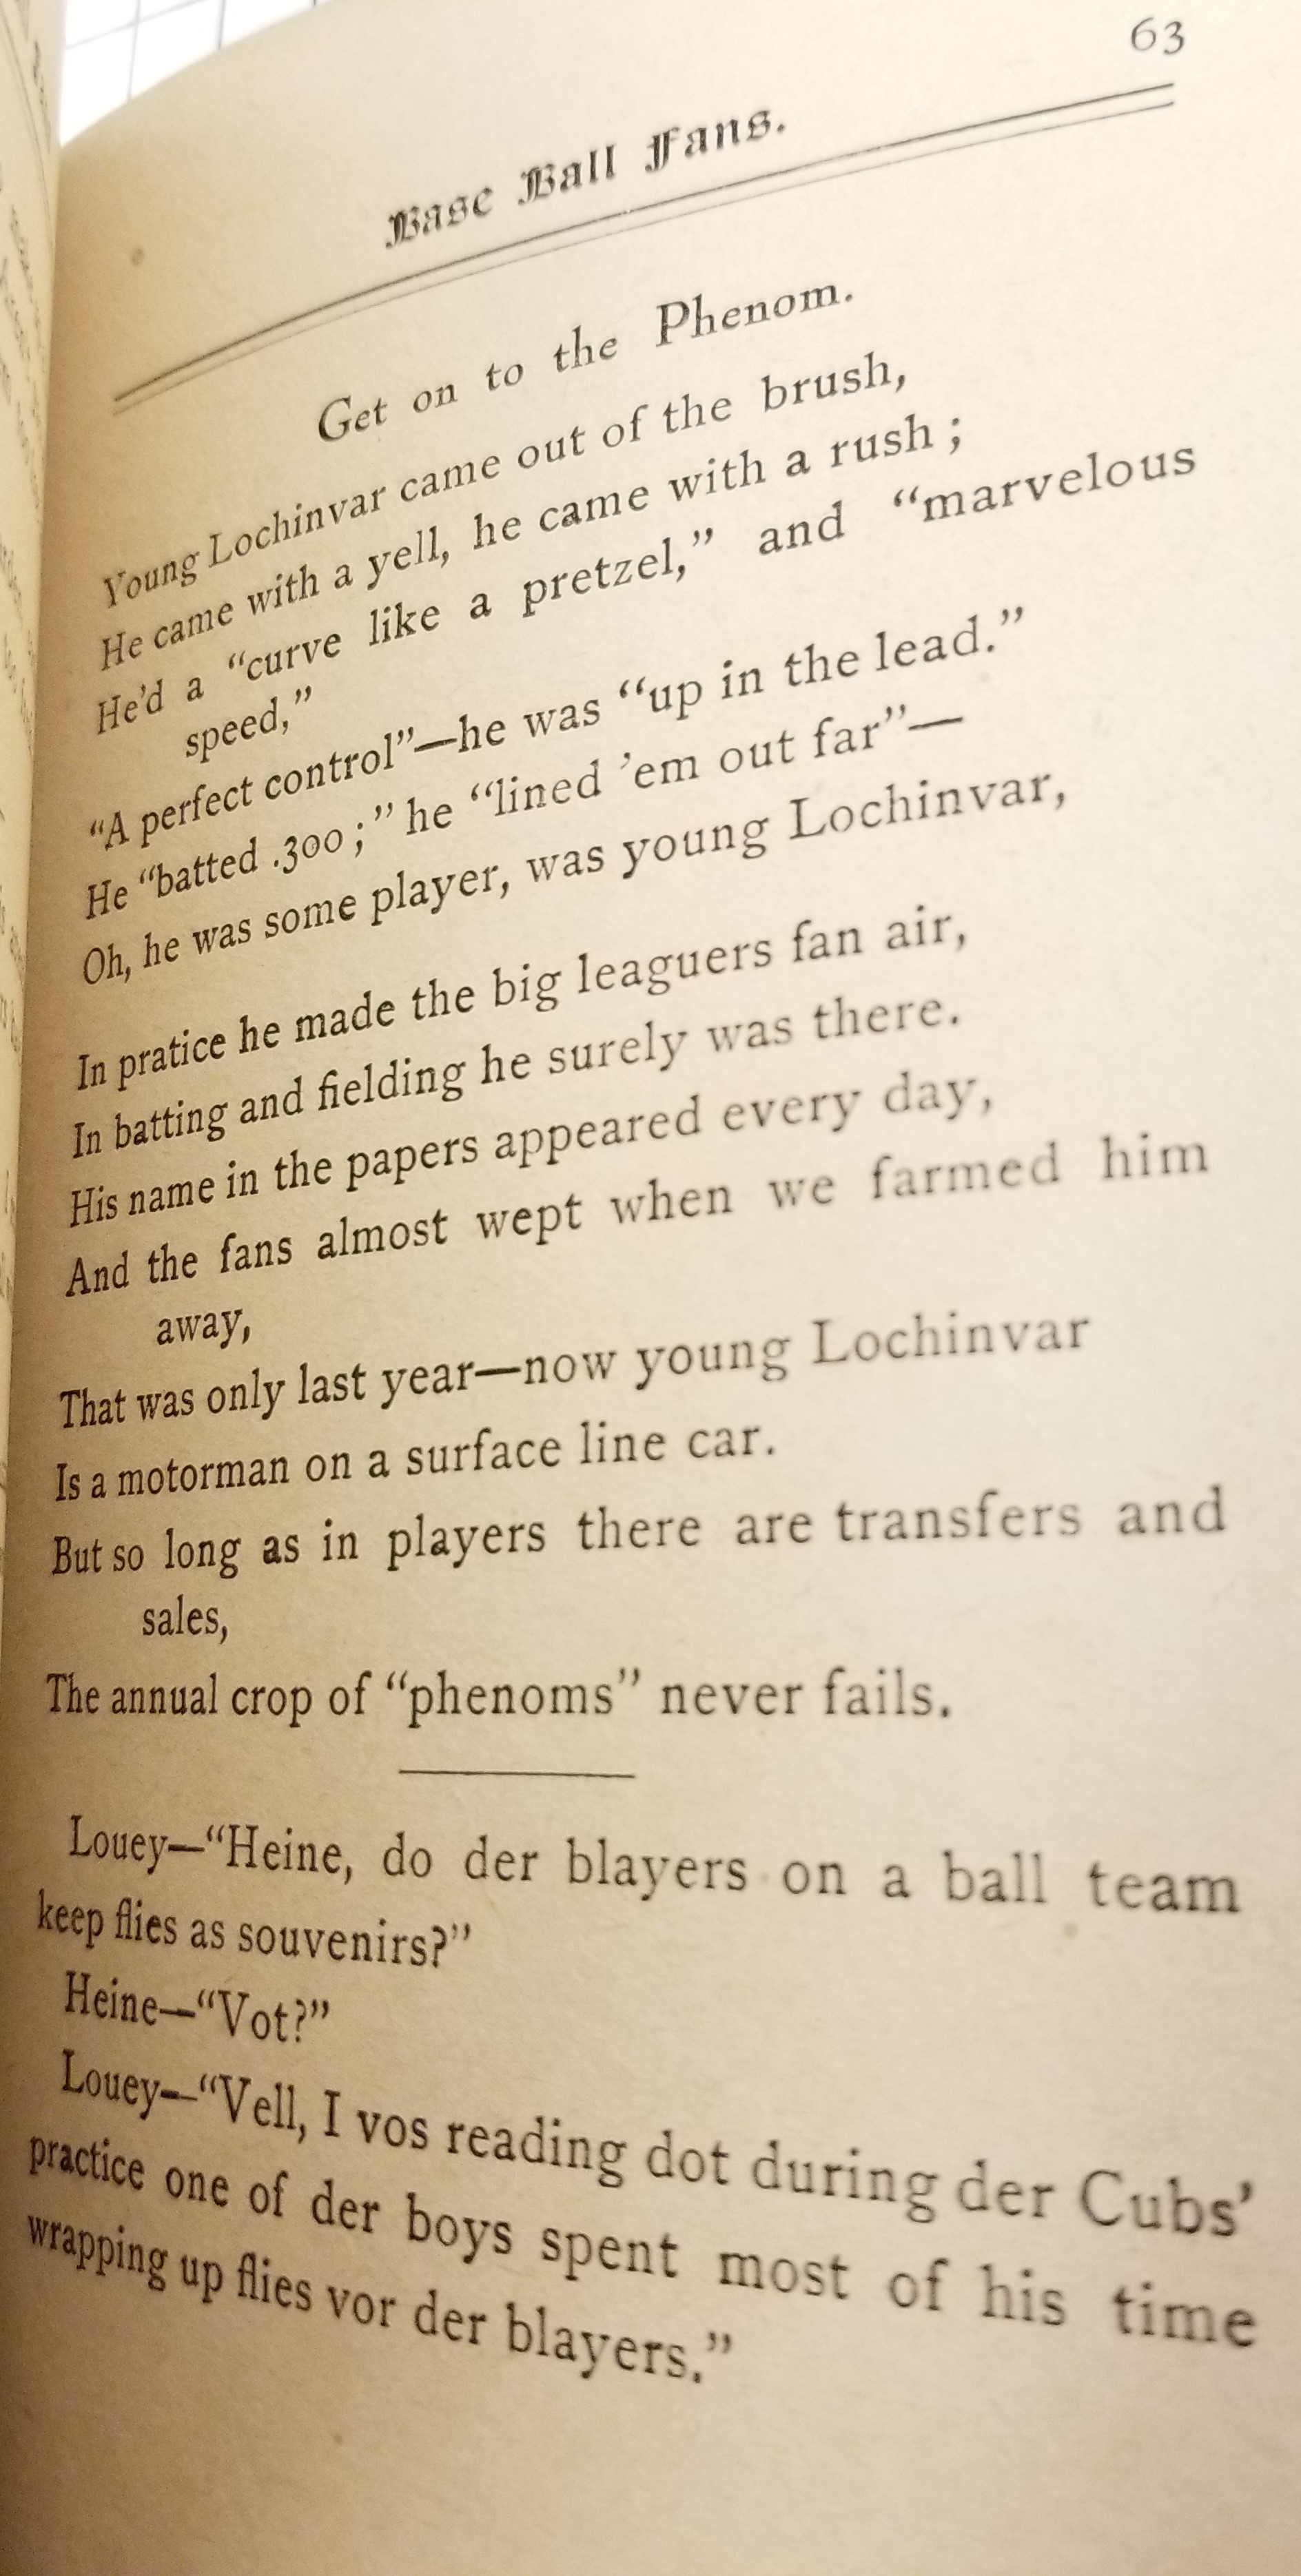 63
Base Ball Fans.
Get on to the Phenom.
Young Lochinvar came out of the brush,
He came with a yell, he came with a rush;
He'd a “curve like a pretzel,” and “marvelous
speed,”
“A perfect control”—he was “up in the lead.”
He “batted .300;” he “lined ’em out far”—
Oh, he was some player, was young Lochinvar,
In pratice he made the big leaguers fan air,
In batting and fielding he surely was there.
His name in the papers appeared every day,
And the fans almost wept when we farmed him
away,
That was only last year—now young Lochinvar
Is a motorman on a surface line car.
But so long as in players there are transfers and
sales,
The annual crop of “phenoms” never fails.
Louey—“Heine, do der blayers on a ball team
keep flies as souvenirs?”
Heine—“Vot?”
Louey—“Vell, I vos reading dot during der Cubs’
practice one of der boys spent most of his time
wrapping up flies vor der blayers.”